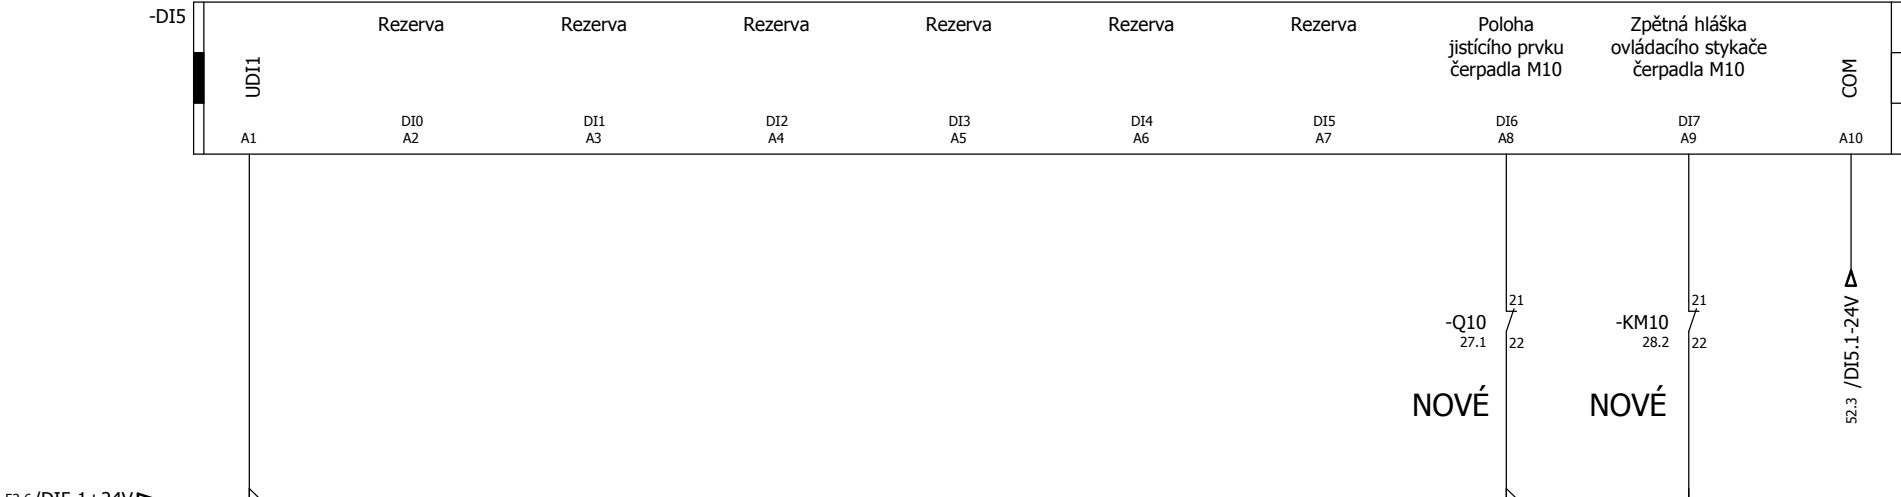 -DI5
UDI1
Rezerva
Rezerva
Rezerva
Rezerva
Rezerva
Rezerva
Poloha
jistícího prvku
čerpadla M10
Zpětná hláška
ovládacího stykače
čerpadla M10
COM
DI0
DI1
DI2
DI3
DI4
DI5
DI6
DI7
A1
A2
A3
A4
A5
A6
A7
A8
A9
A10
-Q10
27.1
21
22
-KM10
28.2
21
22
NOVÉ
NOVÉ
52.3 /DI5.1-24V
/DI5.1+24V